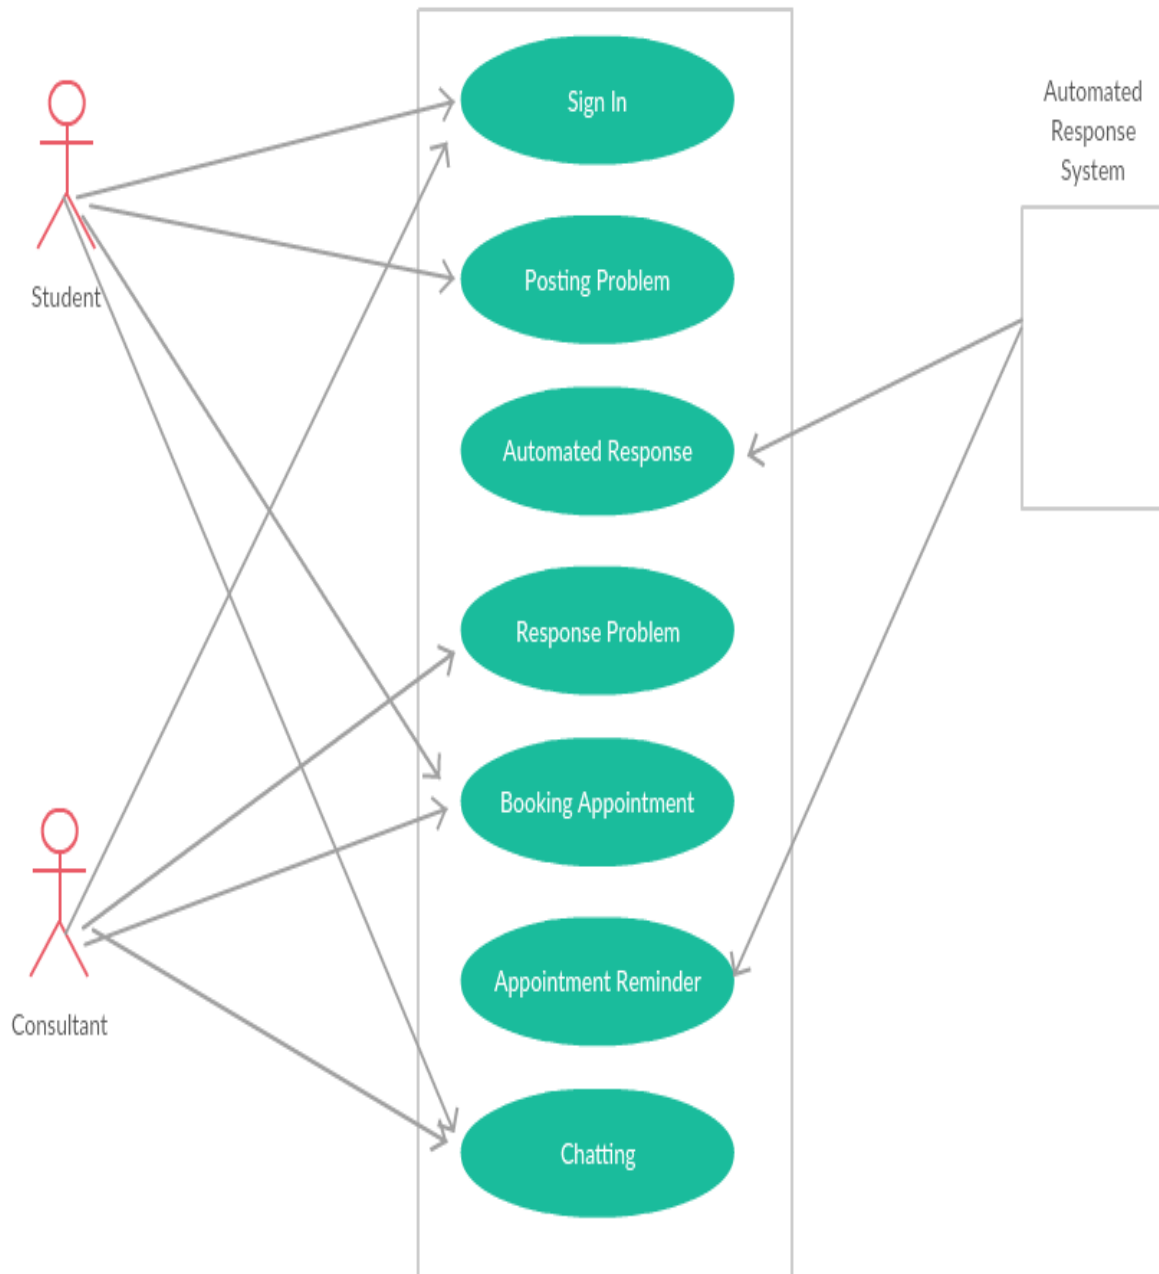 Sign In
Automated
Response
System
Posting Problem
Student
Automated Response
Response Problem
Booking Appointment
Appointment Reminder
Consultant
Chatting